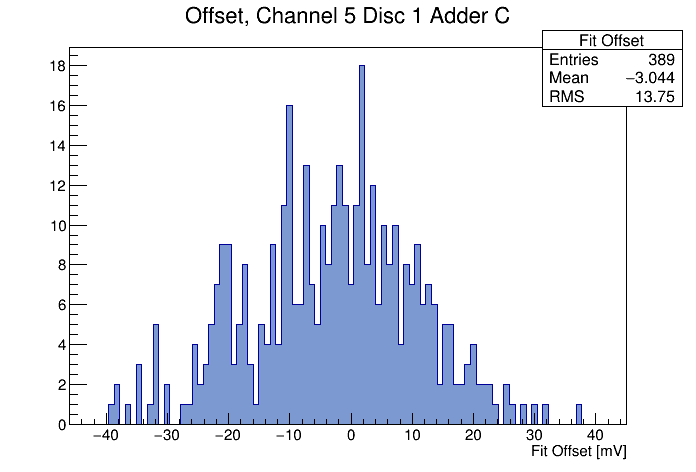 Offset, Channel 5 Disc 1 Adder C
Fit Offset
Entries 389
Mean −3.044
RMS 13.75
18
16
14
12
10
8
6
4
2
0
−40 −30 −20 −10 0 10 20 30 40
Fit Offset [mV]